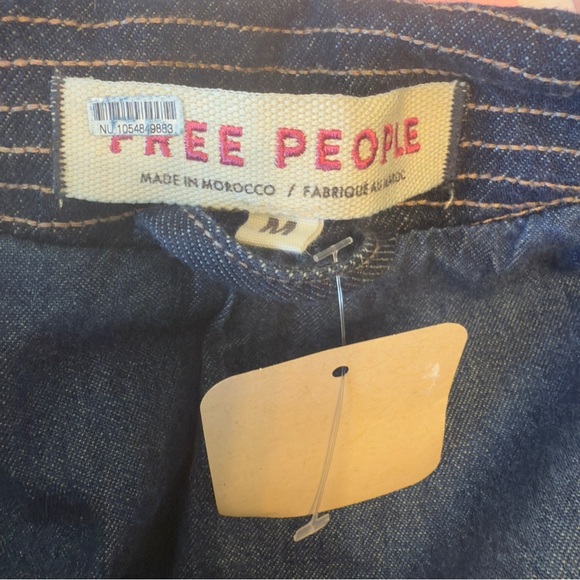 NU 1054849883
FREE PEOPLE
MADE IN MOROCCO / FABRIQUE AU MAROC
M